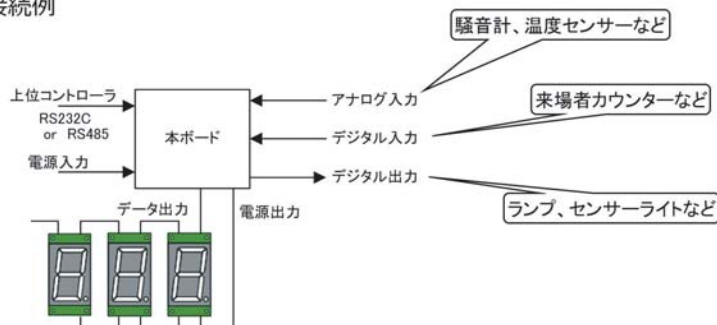 接続例
騒音計、温度センサーなど
上位コントローラ
RS232C
or RS485
電源入力
本ボード
アナログ入力
来場者カウンターなど
デジタル入力
デジタル出力
ランプ、センサーライトなど
データ出力
電源出力
8.
8.
8.